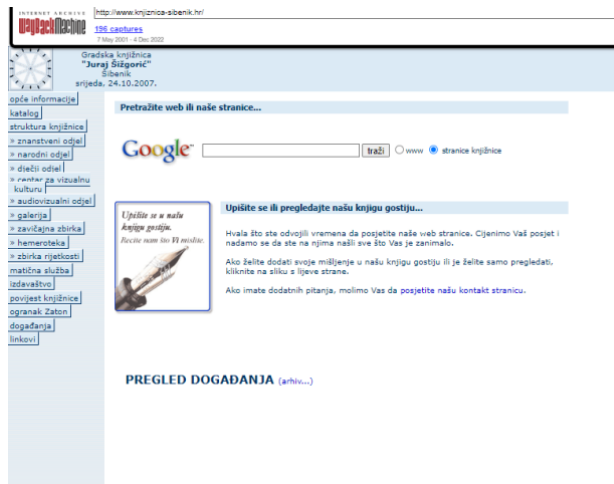 INTERNET ARCHIVE
WayBackMachine
http://www.knjiznica-sibenik.hr/
196 captures
7 May 2001 - 4 Dec 2022
Gradska knjižnica
"Juraj Šižgorić"
Šibenik
srijeda, 24.10.2007.
opće informacije
katalog
struktura knjižnice
» znanstveni odjel
» narodni odjel
» dječji odjel
» centar za vizualnu
kulturu
» audiovizualni odjel
» galerija
» zavičajna zbirka
» hemeroteka
» zbirka rijetkosti
matična služba
izdavaštvo
povijest knjižnice
ogranak Zaton
događanja
linkovi
Pretražite web ili naše stranice...
Google
traži
www
stranice knjižnice
Upišite se u našu
knjigu gostiju.
Recite nam što Vi mislite.
Upišite se ili pregledajte našu knjigu gostiju...
Hvala što ste odvojili vremena da posjetite naše web stranice. Cijenimo Vaš posjet i
nadamo se da ste na njima našli sve što Vas je zanimalo.
Ako želite dodati svoje mišljenje u našu knjigu gostiju ili je želite samo pregledati,
kliknite na sliku s lijeve strane.
Ako imate dodatnih pitanja, molimo Vas da posjetite našu kontakt stranicu.
PREGLED DOGAĐANJA (arhiv...)